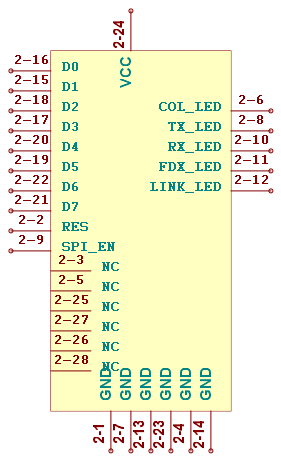 2-24
VCC
2-16 D0
2-15 D1
2-18 D2
2-17 D3
2-20 D4
2-19 D5
2-22 D6
2-21 D7
2-2 RES
2-9 SPI_EN
COL_LED 2-6
TX_LED 2-8
RX_LED 2-10
FDX_LED 2-11
LINK_LED 2-12
2-3 NC
2-5 NC
2-25 NC
2-27 NC
2-26 NC
2-28 NC
GND 2-1
GND 2-7
GND 2-13
GND 2-23
GND 2-4
GND 2-14